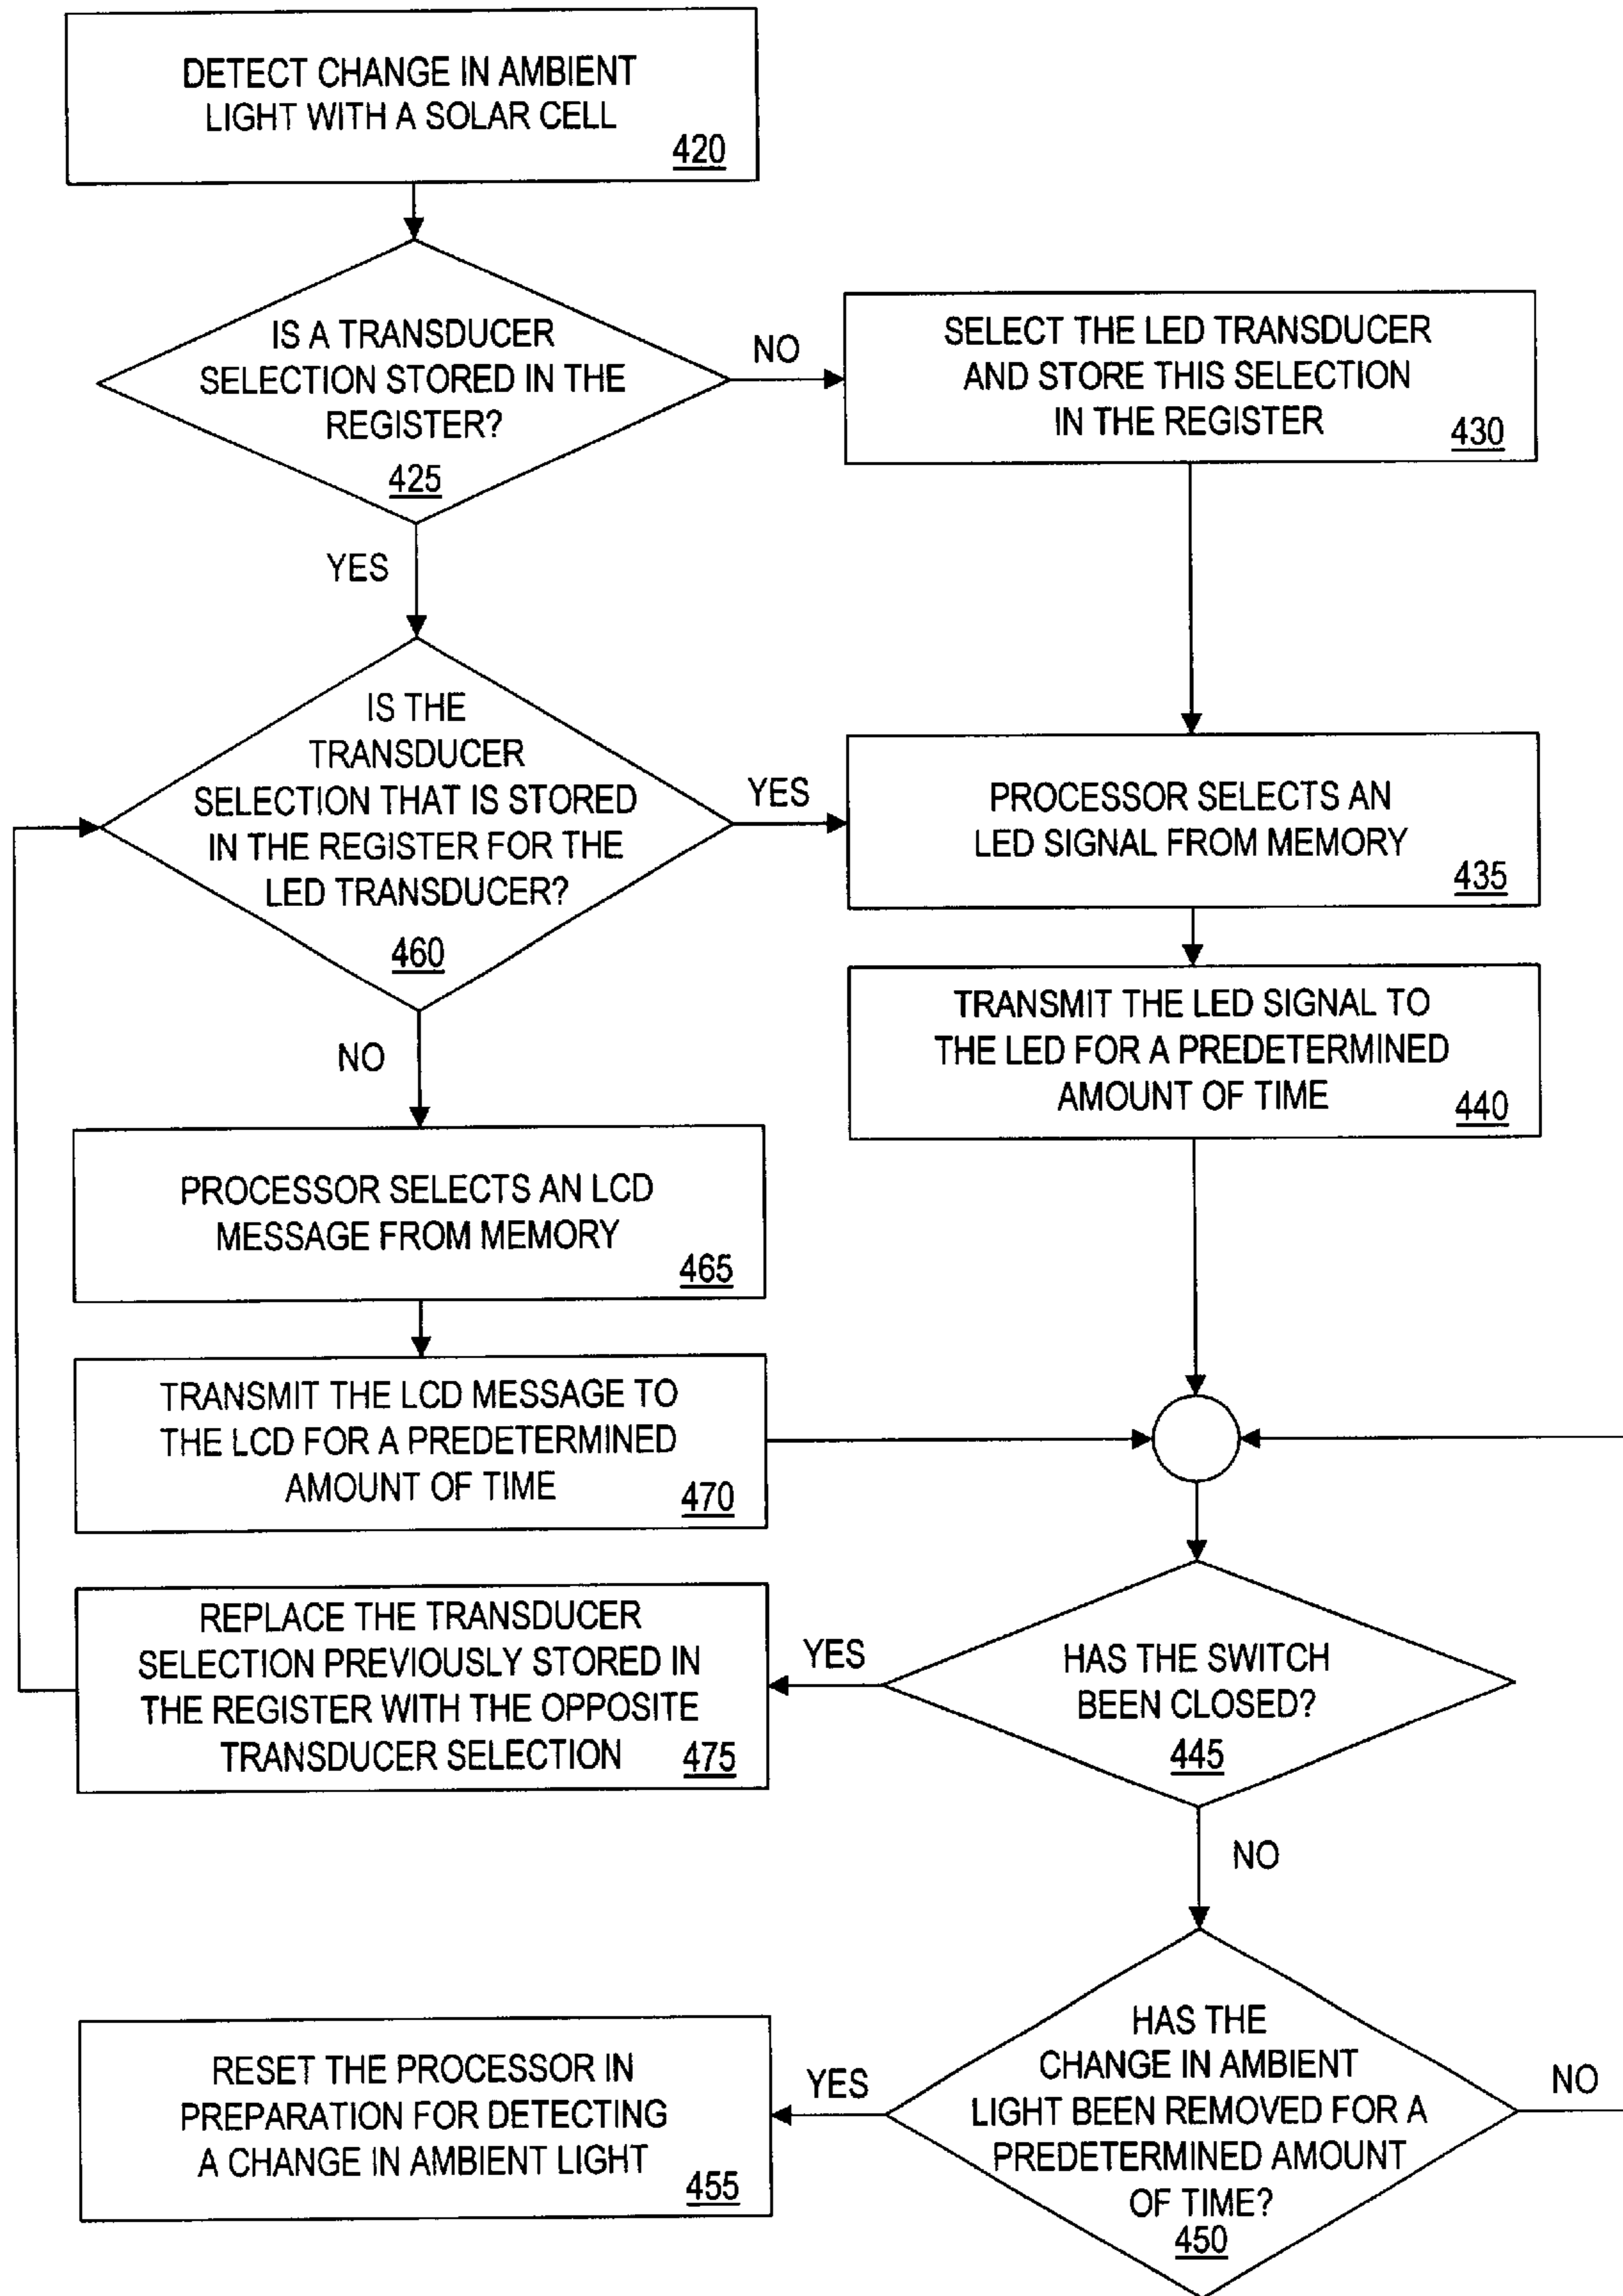 DETECT CHANGE IN AMBIENT
LIGHT WITH A SOLAR CELL
420
IS A TRANSDUCER
SELECTION STORED IN THE
REGISTER?
425
NO
SELECT THE LED TRANSDUCER
AND STORE THIS SELECTION
IN THE REGISTER
430
YES
IS THE
TRANSDUCER
SELECTION THAT IS STORED
IN THE REGISTER FOR THE
LED TRANSDUCER?
460
YES
PROCESSOR SELECTS AN
LED SIGNAL FROM MEMORY
435
TRANSMIT THE LED SIGNAL TO
THE LED FOR A PREDETERMINED
AMOUNT OF TIME
440
NO
PROCESSOR SELECTS AN LCD
MESSAGE FROM MEMORY
465
TRANSMIT THE LCD MESSAGE TO
THE LCD FOR A PREDETERMINED
AMOUNT OF TIME
470
HAS THE SWITCH
BEEN CLOSED?
445
YES
REPLACE THE TRANSDUCER
SELECTION PREVIOUSLY STORED IN
THE REGISTER WITH THE OPPOSITE
TRANSDUCER SELECTION
475
NO
HAS THE
CHANGE IN AMBIENT
LIGHT BEEN REMOVED FOR A
PREDETERMINED AMOUNT
OF TIME?
450
NO
YES
RESET THE PROCESSOR IN
PREPARATION FOR DETECTING
A CHANGE IN AMBIENT LIGHT
455